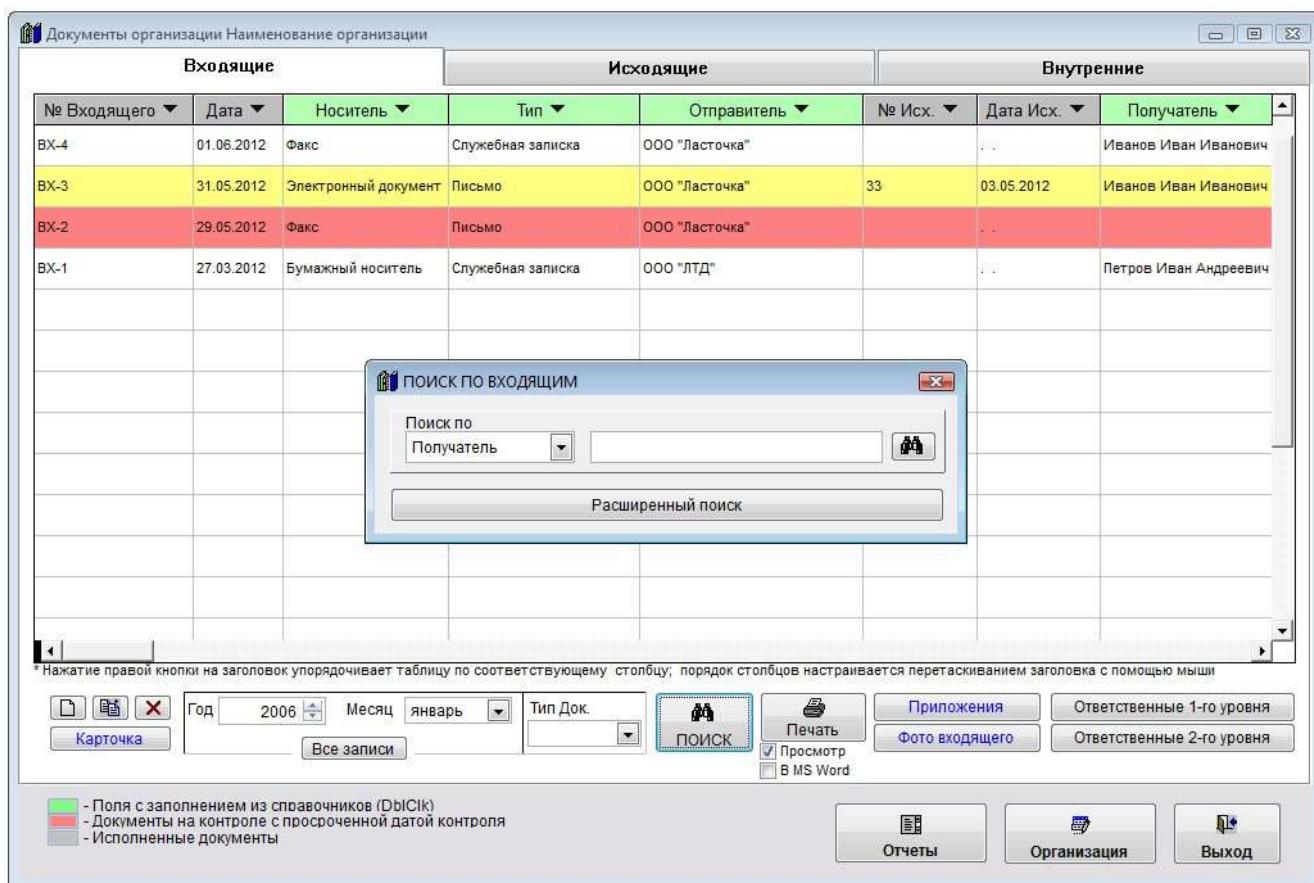 Документы организации Наименование организации
Входящие Исходящие Внутренние
№ Входящего Дата Носитель Тип Отправитель № Исх. Дата Исх. Получатель
ВХ-4 01.06.2012 Факс Служебная записка ООО "Ласточка" . . Иванов Иван Иванович
ВХ-3 31.05.2012 Электронный документ Письмо ООО "Ласточка" 33 03.05.2012 Иванов Иван Иванович
ВХ-2 29.05.2012 Факс Письмо ООО "Ласточка" . .
ВХ-1 27.03.2012 Бумажный носитель Служебная записка ООО "ЛТД" . . Петров Иван Андреевич
ПОИСК ПО ВХОДЯЩИМ
Поиск по
Получатель
Расширенный поиск
* Нажатие правой кнопки на заголовок упорядочивает таблицу по соответствующему столбцу; порядок столбцов настраивается перетаскиванием заголовка с помощью мыши
Карточка
Год 2006 Месяц январь
Все записи
Тип Док.
ПОИСК
Печать
Просмотр
В MS Word
Приложения
Фото входящего
Ответственные 1-го уровня
Ответственные 2-го уровня
- Поля с заполнением из справочников (DblClk)
- Документы на контроле с просроченной датой контроля
- Исполненные документы
Отчеты Организация Выход